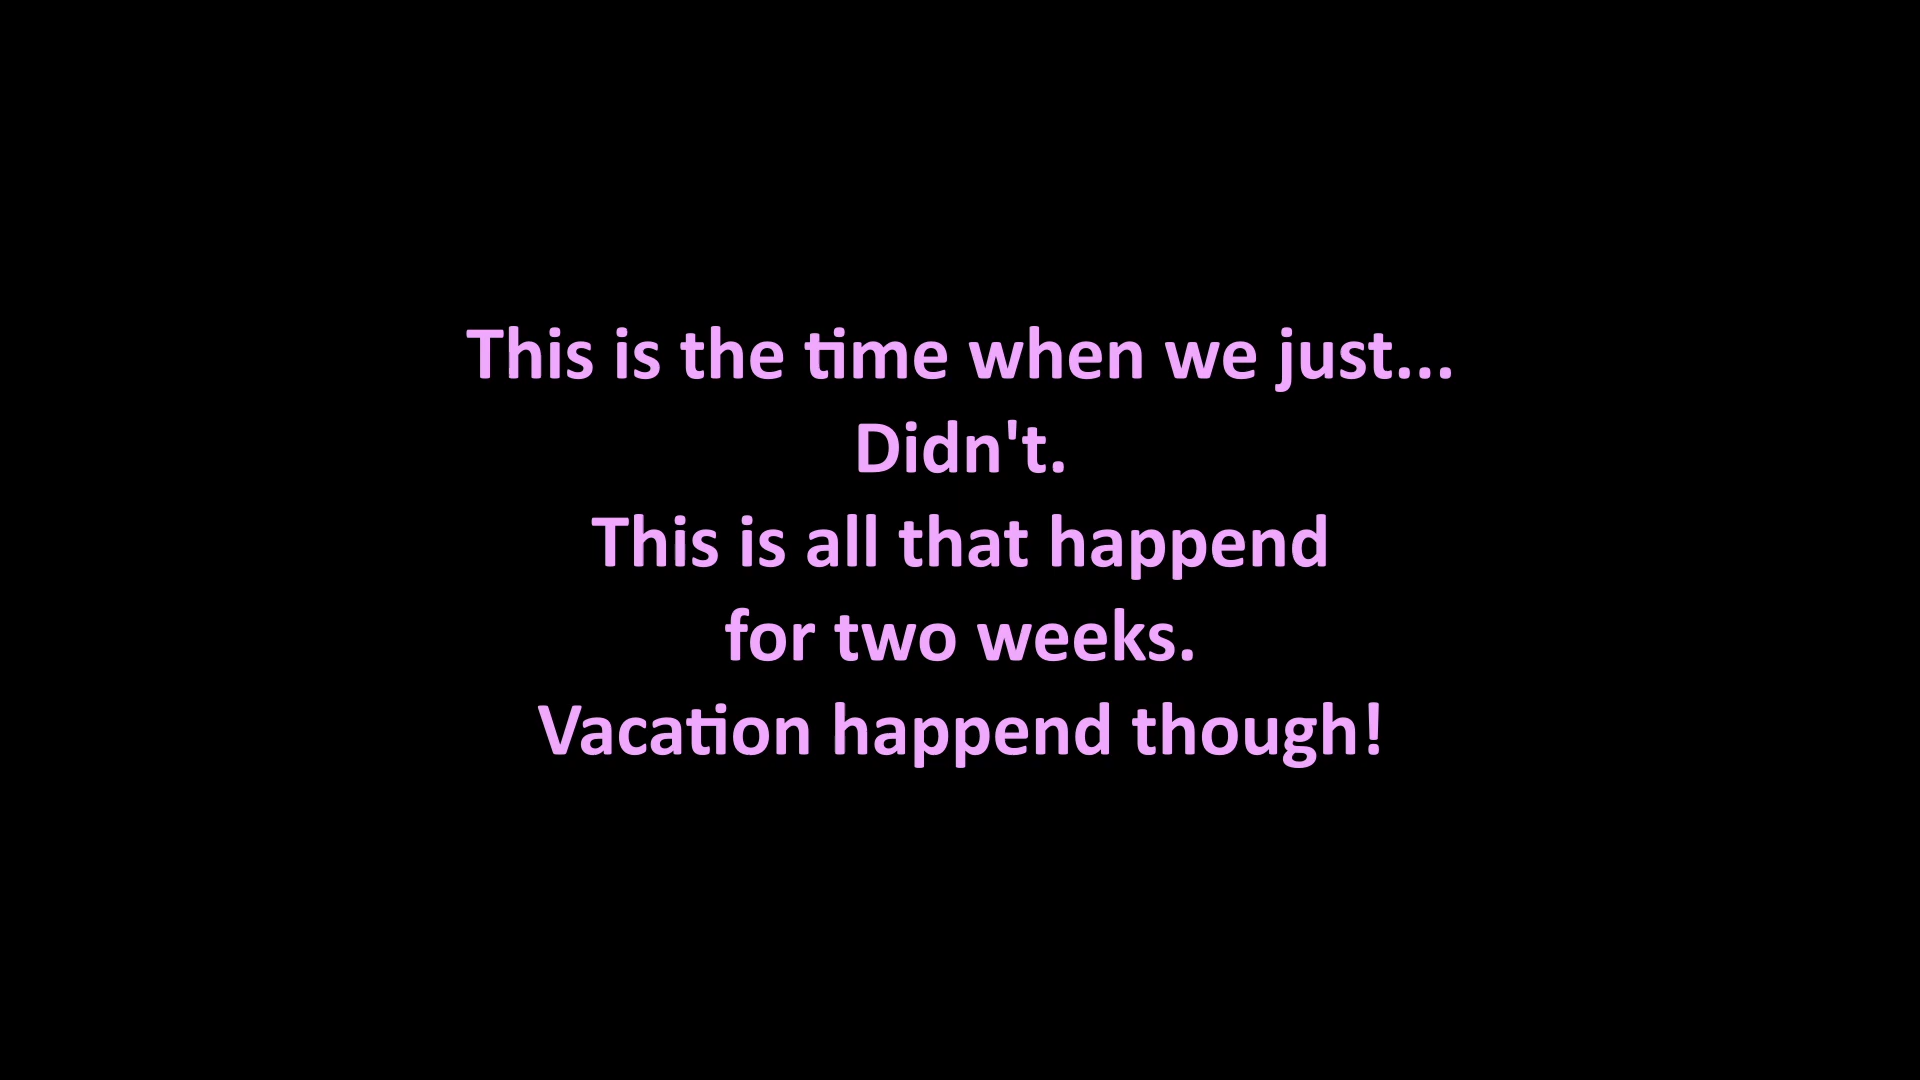 This is the time when we just...
Didn't.
This is all that happend
for two weeks.
Vacation happend though!